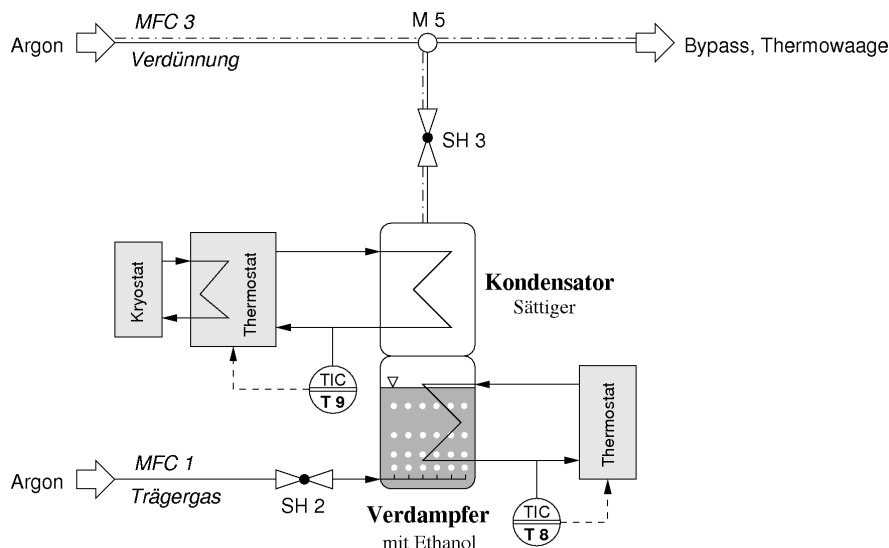 MFC 3
M 5
Argon
Bypass, Thermowaage
Verdünnung
SH 3
Kryostat
Thermostat
Kondensator
Sättiger
TIC
T 9
Thermostat
MFC 1
Argon
Trägergas
SH 2
Verdampfer
mit Ethanol
TIC
T 8